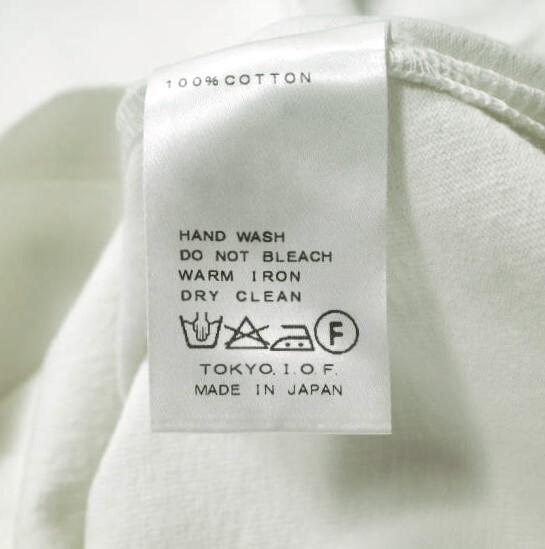 100% COTTON
HAND WASH
DO NOT BLEACH
WARM IRON
DRY CLEAN
F
TOKYO. I. O. F.
MADE IN JAPAN